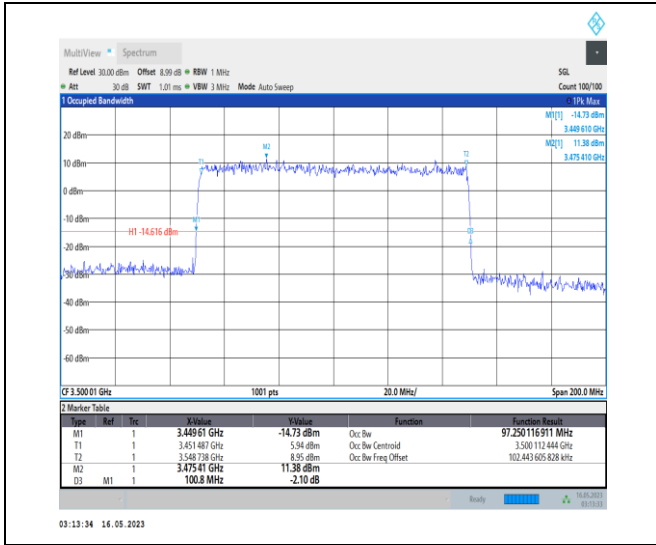 MultiView Spectrum
Ref Level 30.00 dBm Offset 8.99 dB RBW 1 MHz SGL
Att 30 dB SWT 1.01 ms VBW 3 MHz Mode Auto Sweep Count 100/100
1 Occupied Bandwidth 1Pk Max
M1[1] -14.73 dBm
3.449 610 GHz
M2[1] 11.38 dBm
3.475 410 GHz
20 dBm
M2
T1 T2
10 dBm
0 dBm
-10 dBm
M1
H1 -14.616 dBm
D3
-20 dBm
-30 dBm
-40 dBm
-50 dBm
-60 dBm
CF 3.500 01 GHz 1001 pts 20.0 MHz/ Span 200.0 MHz
2 Marker Table
Type Ref Trc X-Value Y-Value Function Function Result
M1 1 3.449 61 GHz -14.73 dBm Occ Bw 97.250 116 911 MHz
T1 1 3.451 487 GHz 5.94 dBm Occ Bw Centroid 3.500 112 444 GHz
T2 1 3.548 738 GHz 8.95 dBm Occ Bw Freq Offset 102.443 605 828 kHz
M2 1 3.475 41 GHz 11.38 dBm
D3 M1 1 100.8 MHz -2.10 dB
Ready 16.05.2023
03:13:33
03:13:34 16.05.2023